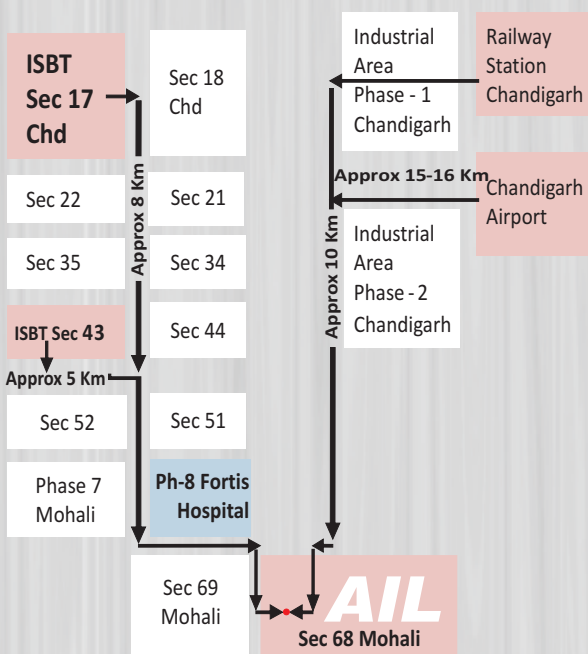 ISBT
Sec 17
Chd
Sec 18
Chd
Industrial
Area
Phase - 1
Chandigarh
Railway
Station
Chandigarh
Approx 8 Km
Approx 15-16 Km
Chandigarh
Airport
Sec 22
Sec 21
Approx 10 Km
Industrial
Area
Phase - 2
Chandigarh
Sec 35
Sec 34
ISBT Sec 43
Sec 44
Approx 5 Km
Sec 52
Sec 51
Phase 7
Mohali
Ph-8 Fortis
Hospital
Sec 69
Mohali
AIL
Sec 68 Mohali